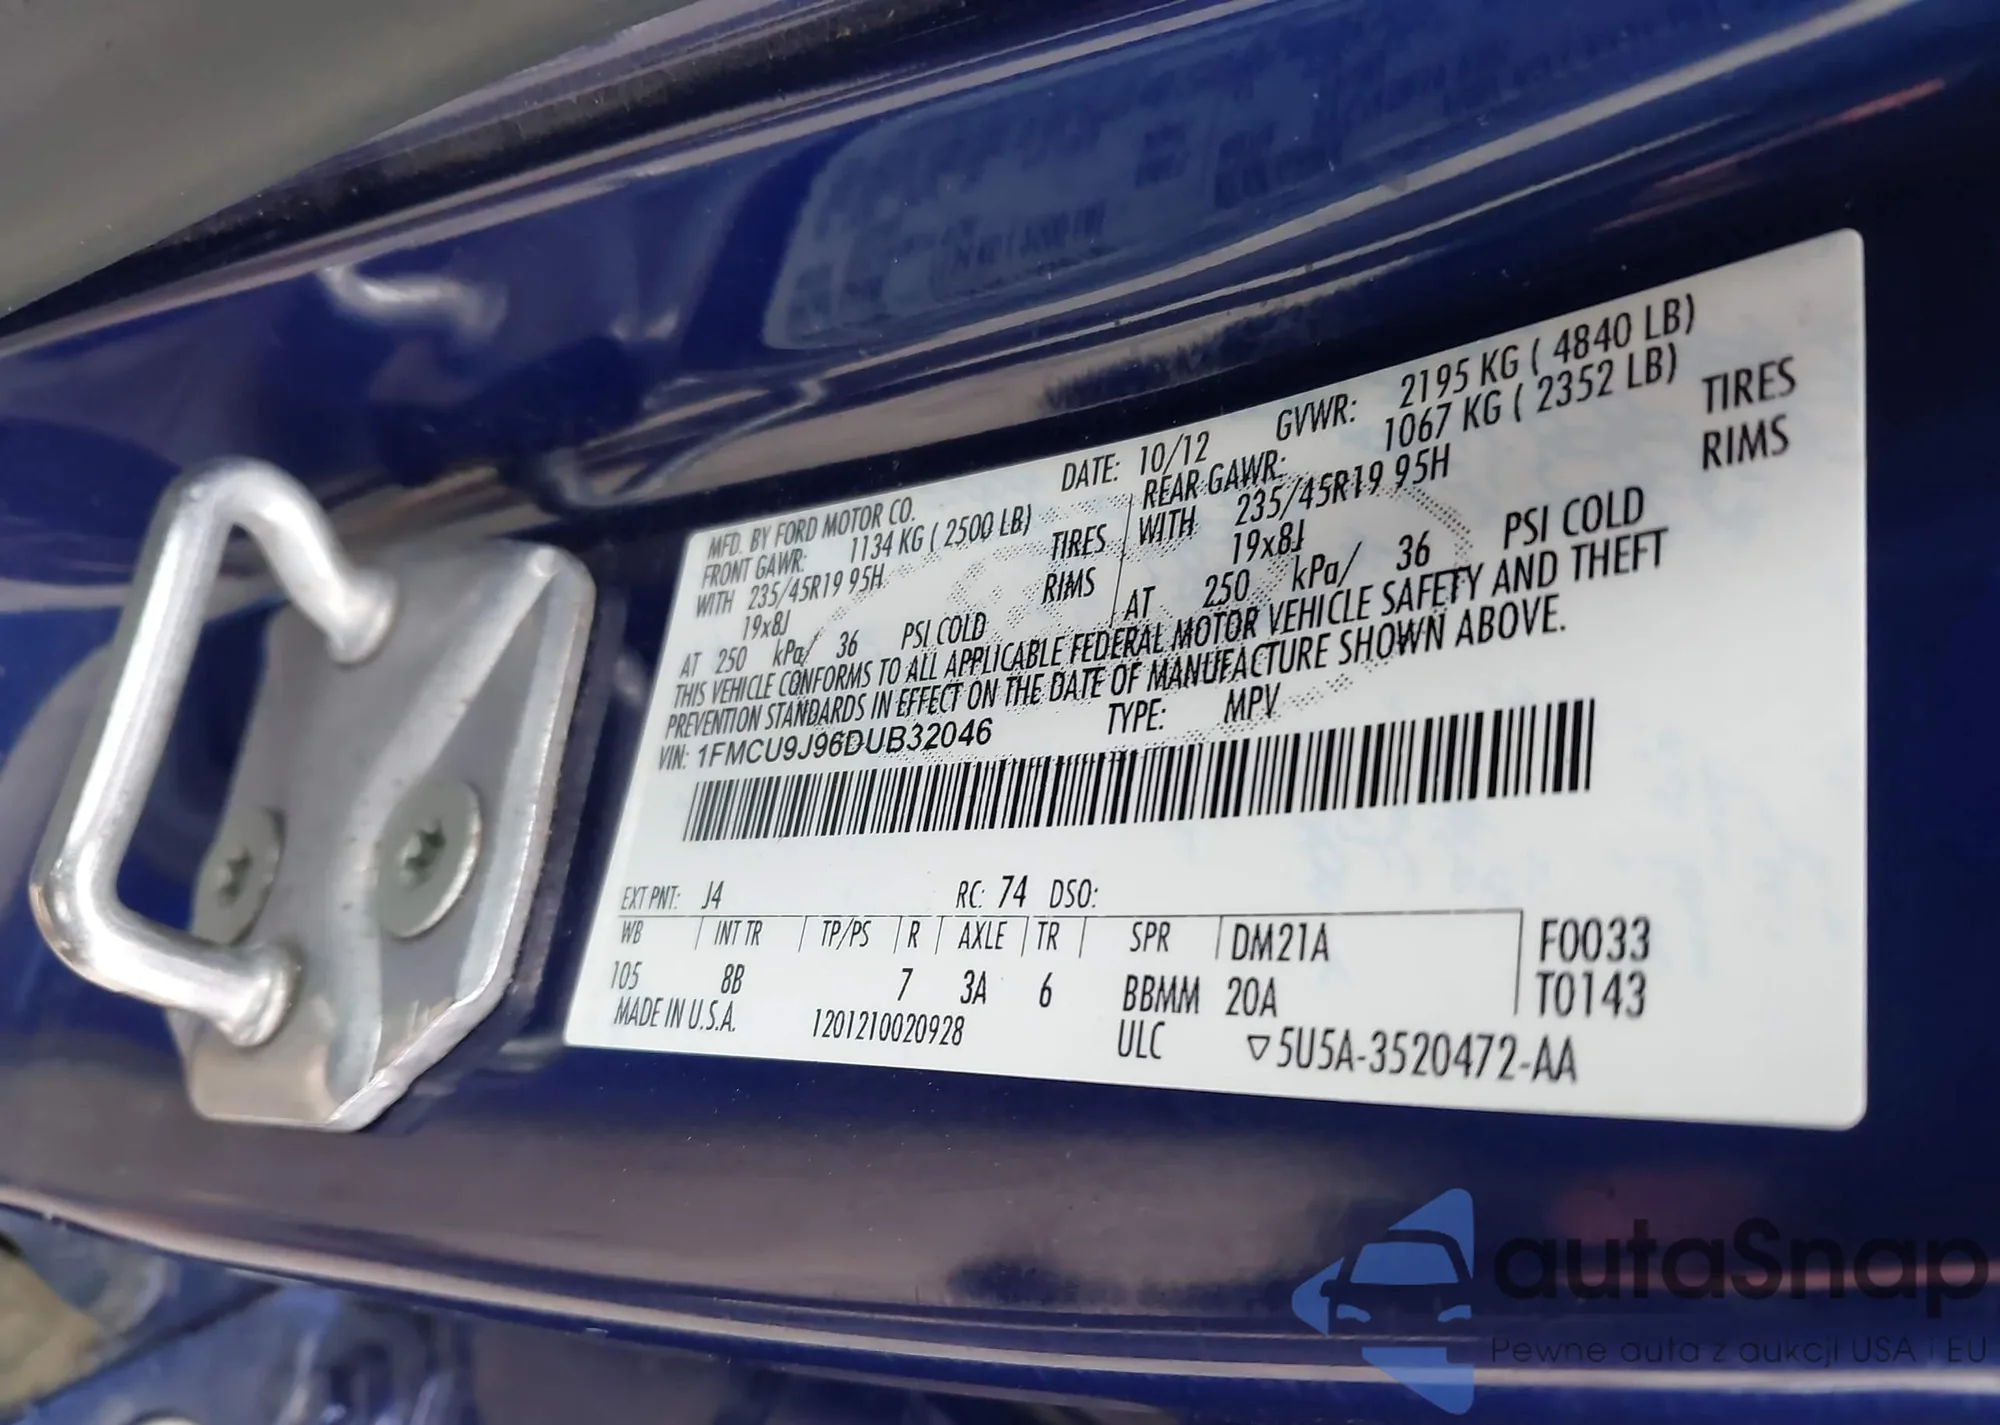 MFD. BY FORD MOTOR CO. DATE: 10/12 GVWR: 2195 KG ( 4840 LB)
FRONT GAWR: 1134 KG ( 2500 LB) REAR GAWR: 1067 KG ( 2352 LB)
WITH 235/45R19 95H TIRES WITH 235/45R19 95H TIRES
19x8J RIMS 19x8J RIMS
AT 250 kPa/ 36 PSI COLD AT 250 kPa/ 36 PSI COLD
THIS VEHICLE CONFORMS TO ALL APPLICABLE FEDERAL MOTOR VEHICLE SAFETY AND THEFT
PREVENTION STANDARDS IN EFFECT ON THE DATE OF MANUFACTURE SHOWN ABOVE.
VIN: 1FMCU9J96DUB32046 TYPE: MPV
EXT PNT: J4 RC: 74 DSO:
WB INT TR TP/PS R AXLE TR SPR DM21A F0033
105 8B 7 3A 6 BBMM 20A T0143
MADE IN U.S.A. 1201210020928 ULC ▽5U5A-3520472-AA
autaSnap
Pewne auta z aukcji USA i EU